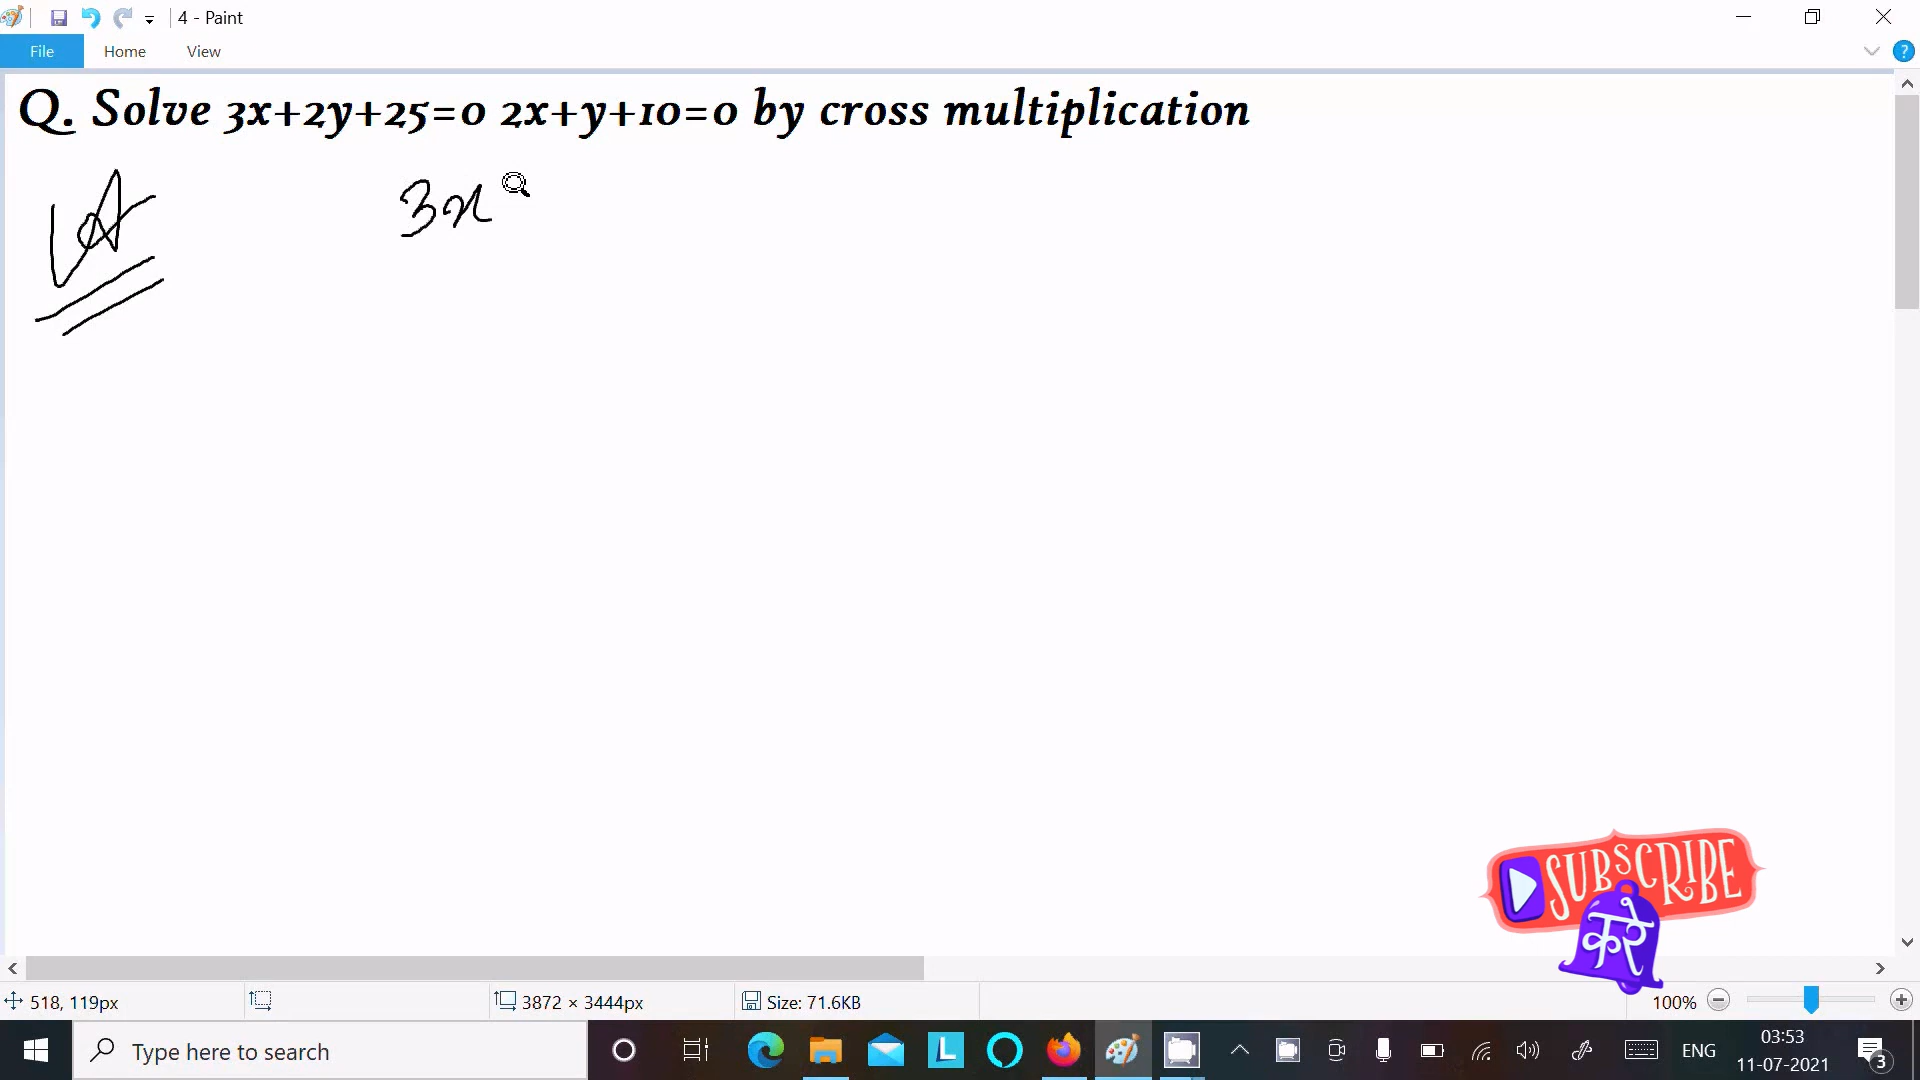 4 - Paint
File Home View
Q. Solve 3x+2y+25=0 2x+y+10=0 by cross multiplication
3x
SUBSCRIBE
करे
518, 119px 3872 × 3444px Size: 71.6KB 100%
Type here to search
L
ENG
03:53
11-07-2021
3